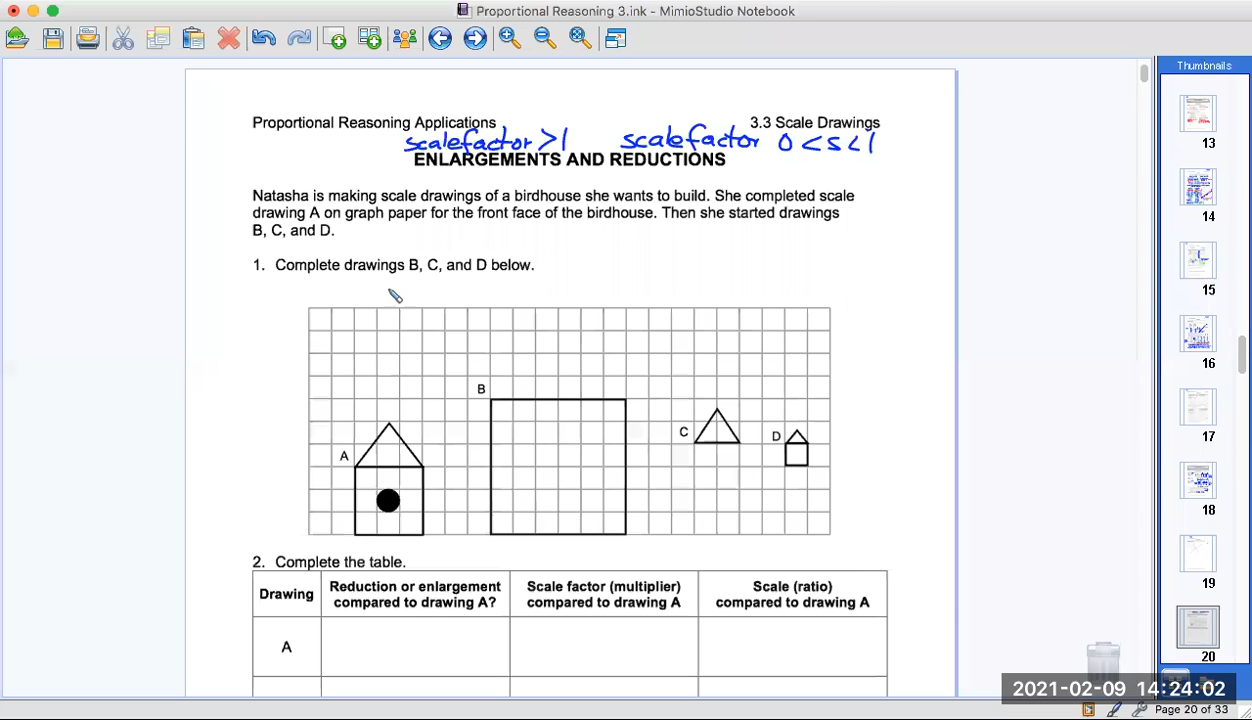 Proportional Reasoning 3.ink - MimioStudio Notebook
Thumbnails
Proportional Reasoning Applications
3.3 Scale Drawings
scale factor >1
scale factor 0 < s < 1
ENLARGEMENTS AND REDUCTIONS
Natasha is making scale drawings of a birdhouse she wants to build. She completed scale
drawing A on graph paper for the front face of the birdhouse. Then she started drawings
B, C, and D.
1. Complete drawings B, C, and D below.
B
C
D
A
2. Complete the table.
Drawing
Reduction or enlargement
compared to drawing A?
Scale factor (multiplier)
compared to drawing A
Scale (ratio)
compared to drawing A
A
13
14
15
16
17
18
19
20
2021-02-09 14:24:02
Page 20 of 33